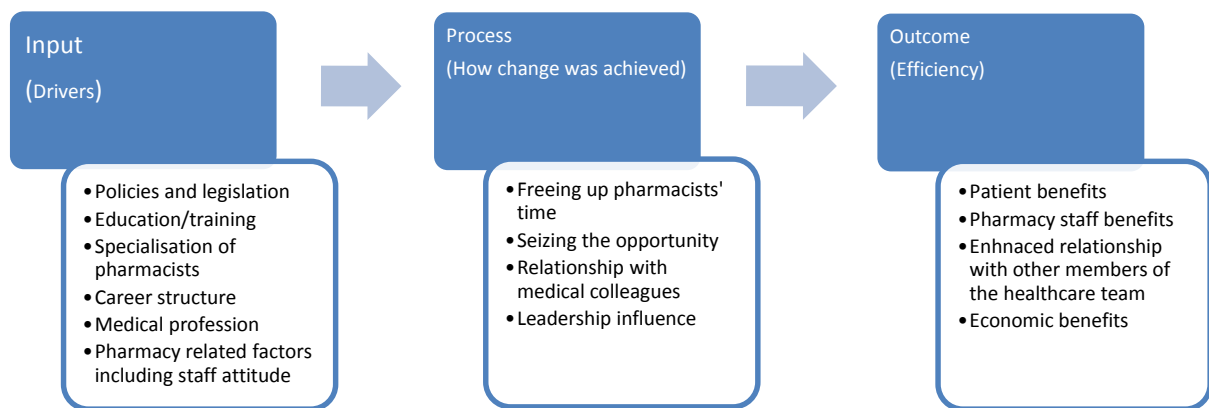 Input
(Drivers)
• Policies and legislation
• Education/training
• Specialisation of
pharmacists
• Career structure
• Medical profession
• Pharmacy related factors
including staff attitude
Process
(How change was achieved)
• Freeing up pharmacists'
time
• Seizing the opportunity
• Relationship with
medical colleagues
• Leadership influence
Outcome
(Efficiency)
• Patient benefits
• Pharmacy staff benefits
• Enhnaced relationship
with other members of
the healthcare team
• Economic benefits